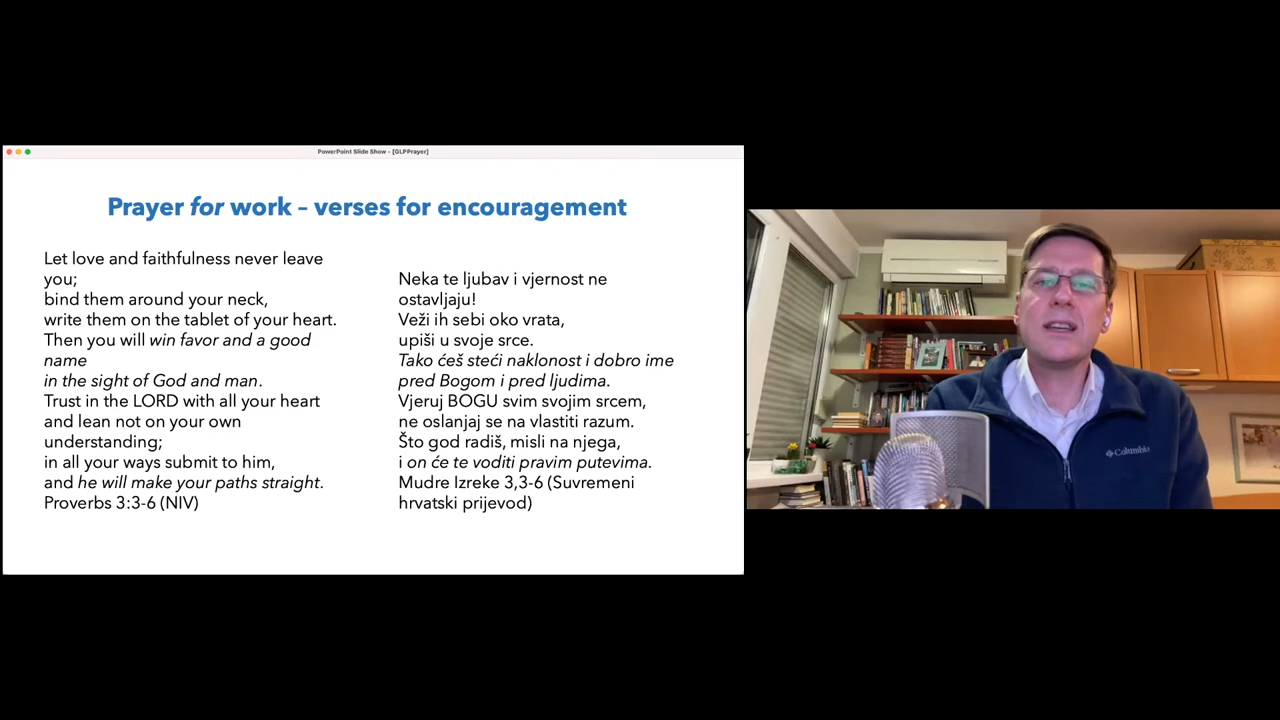 PowerPoint Slide Show - [GLPPrayer]
Prayer for work – verses for encouragement
Let love and faithfulness never leave
you;
bind them around your neck,
write them on the tablet of your heart.
Then you will win favor and a good
name
in the sight of God and man.
Trust in the LORD with all your heart
and lean not on your own
understanding;
in all your ways submit to him,
and he will make your paths straight.
Proverbs 3:3-6 (NIV)
Neka te ljubav i vjernost ne
ostavljaju!
Veži ih sebi oko vrata,
upiši u svoje srce.
Tako ćeš steći naklonost i dobro ime
pred Bogom i pred ljudima.
Vjeruj BOGU svim svojim srcem,
ne oslanjaj se na vlastiti razum.
Što god radiš, misli na njega,
i on će te voditi pravim putevima.
Mudre Izreke 3,3-6 (Suvremeni
hrvatski prijevod)
Columbia